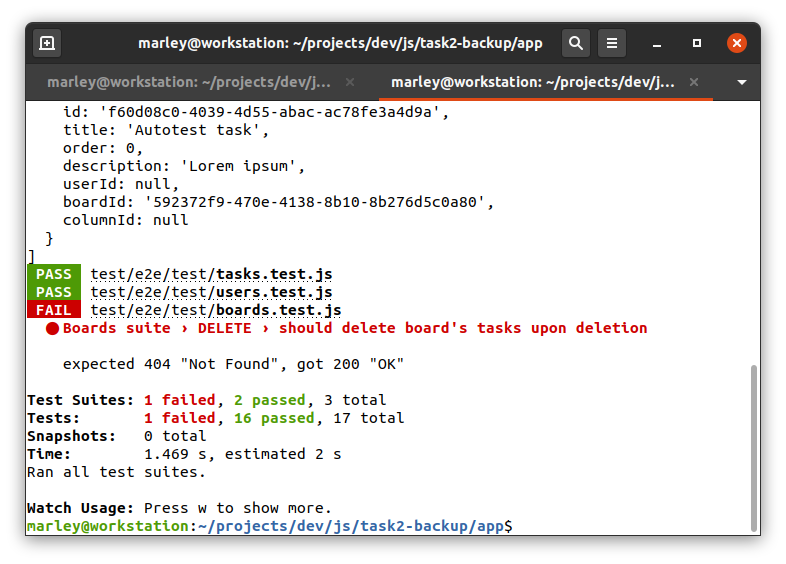 marley@workstation: ~/projects/dev/js/task2-backup/app
marley@workstation: ~/projects/dev/j... ×
marley@workstation: ~/projects/dev/j... ×
id: 'f60d08c0-4039-4d55-abac-ac78fe3a4d9a',
title: 'Autotest task',
order: 0,
description: 'Lorem ipsum',
userId: null,
boardId: '592372f9-470e-4138-8b10-8b276d5c0a80',
columnId: null
}
]
PASS test/e2e/test/tasks.test.js
PASS test/e2e/test/users.test.js
FAIL test/e2e/test/boards.test.js
● Boards suite › DELETE › should delete board's tasks upon deletion
expected 404 "Not Found", got 200 "OK"
Test Suites: 1 failed, 2 passed, 3 total
Tests: 1 failed, 16 passed, 17 total
Snapshots: 0 total
Time: 1.469 s, estimated 2 s
Ran all test suites.
Watch Usage: Press w to show more.
marley@workstation:~/projects/dev/js/task2-backup/app$